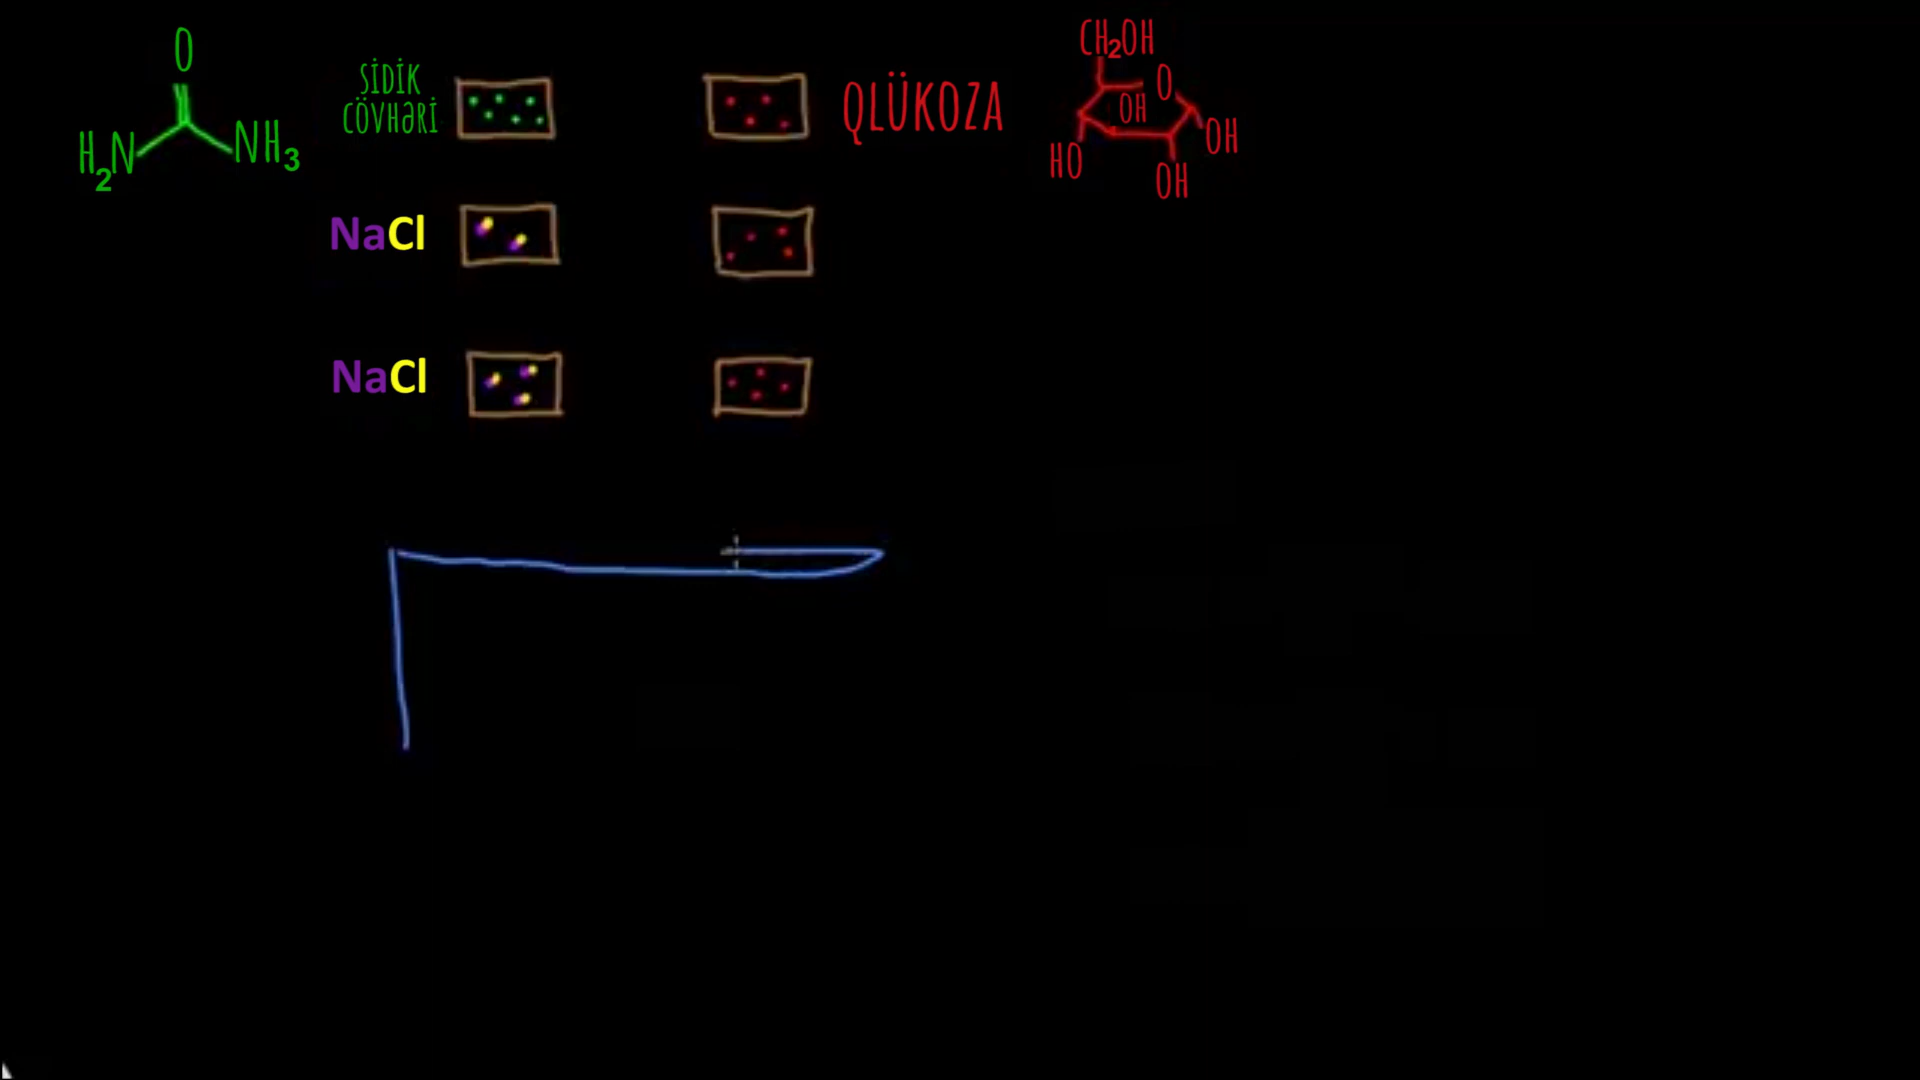 O
H₂N
NH₃
SİDİK
CÖVHƏRİ
QLÜKOZA
CH₂OH
O
OH
OH
HO
OH
NaCl
NaCl